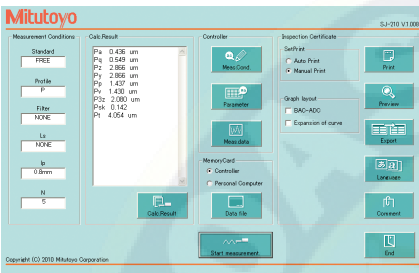 Mitutoyo
SJ-210 V.1.008
Measurement Conditions
Standard
FREE
Profile
P
Filter
NONE
Ls
NONE
lp
0.8mm
N
5
Calc.Result
Pa 0.436 um
Pq 0.549 um
Pz 2.866 um
Py 2.866 um
Pp 1.437 um
Pv 1.430 um
P3z 2.080 um
Psk 0.142
Pt 4.054 um
Calc.Result
Controller
Meas.Cond.
Parameter
Meas.data
MemoryCard
Controller
Personal Computer
Data file
Start measurement
Inspection Certificate
SetPrint
Auto Print
Manual Print
Graph layout
BAC-ADC
Expansion of curve
Print
Preview
Export
Language
Comment
End
Copyright (C) 2010 Mitutoyo Corporation